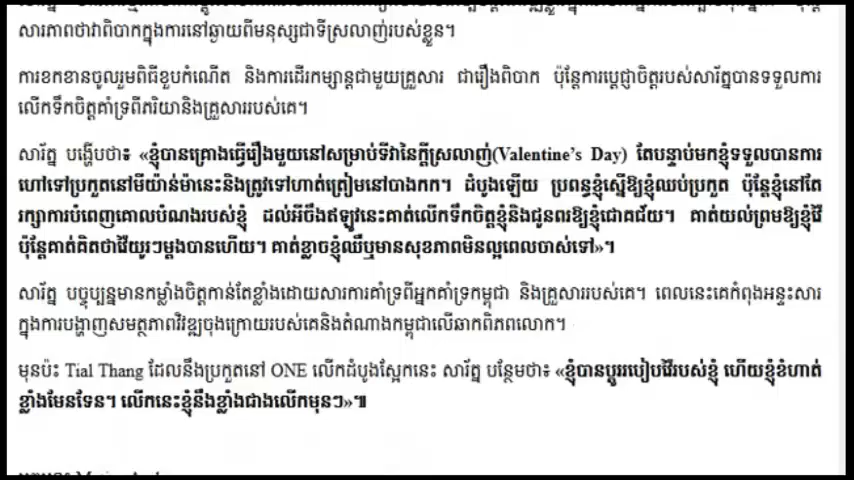 សារភាពថាវាពិបាកក្នុងការនៅឆ្ងាយពីមនុស្សជាទីស្រលាញ់របស់ខ្លួន។
ការខកខានចូលរួមពិធីខួបកំណើត និងការដើរកម្សាន្តជាមួយគ្រួសារ ជារឿងពិបាក ប៉ុន្តែការប្តេជ្ញាចិត្តរបស់សារ័ត្នបានទទួលការ
លើកទឹកចិត្តគាំទ្រពីភរិយានិងគ្រួសាររបស់គេ។
សារ័ត្ន បង្ហើបថា៖ «ខ្ញុំបានគ្រោងធ្វើរឿងមួយនៅសម្រាប់ទិវានៃក្តីស្រលាញ់(Valentine’s Day) តែបន្ទាប់មកខ្ញុំទទួលបានការ
ហៅទៅប្រកួតនៅមីយ៉ាន់ម៉ានេះនិងត្រូវទៅហាត់ត្រៀមនៅបាងកក។ ដំបូងឡើយ ប្រពន្ធខ្ញុំស្នើឱ្យខ្ញុំឈប់ប្រកួត ប៉ុន្តែខ្ញុំនៅតែ
រក្សាការបំពេញគោលបំណងរបស់ខ្ញុំ ដល់អីចឹងឥឡូវនេះគាត់លើកទឹកចិត្តខ្ញុំនិងជូនពរឱ្យខ្ញុំជោគជ័យ។ គាត់យល់ព្រមឱ្យខ្ញុំវ៉ៃ
ប៉ុន្តែគាត់គិតថាវ៉ៃយូរៗម្តងបានហើយ។ គាត់ខ្លាចខ្ញុំឈឺឬមានសុខភាពមិនល្អពេលចាស់ទៅ»។
សារ័ត្ន បច្ចុប្បន្នមានកម្លាំងចិត្តកាន់តែខ្លាំងដោយសារការគាំទ្រពីអ្នកគាំទ្រកម្ពុជា និងគ្រួសាររបស់គេ។ ពេលនេះគេកំពុងអន្ទះសារ
ក្នុងការបង្ហាញសមត្ថភាពវិវឌ្ឍចុងក្រោយរបស់គេនិងតំណាងកម្ពុជាលើឆាកពិភពលោក។
មុនប៉ះ Tial Thang ដែលនឹងប្រកួតនៅ ONE លើកដំបូងស្អែកនេះ សារ័ត្ន បន្ថែមថា៖ «ខ្ញុំបានប្តូររបៀបវ៉ៃរបស់ខ្ញុំ ហើយខ្ញុំខំហាត់
ខ្លាំងមែនទែន។ លើកនេះខ្ញុំនឹងខ្លាំងជាងលើកមុនៗ»៕